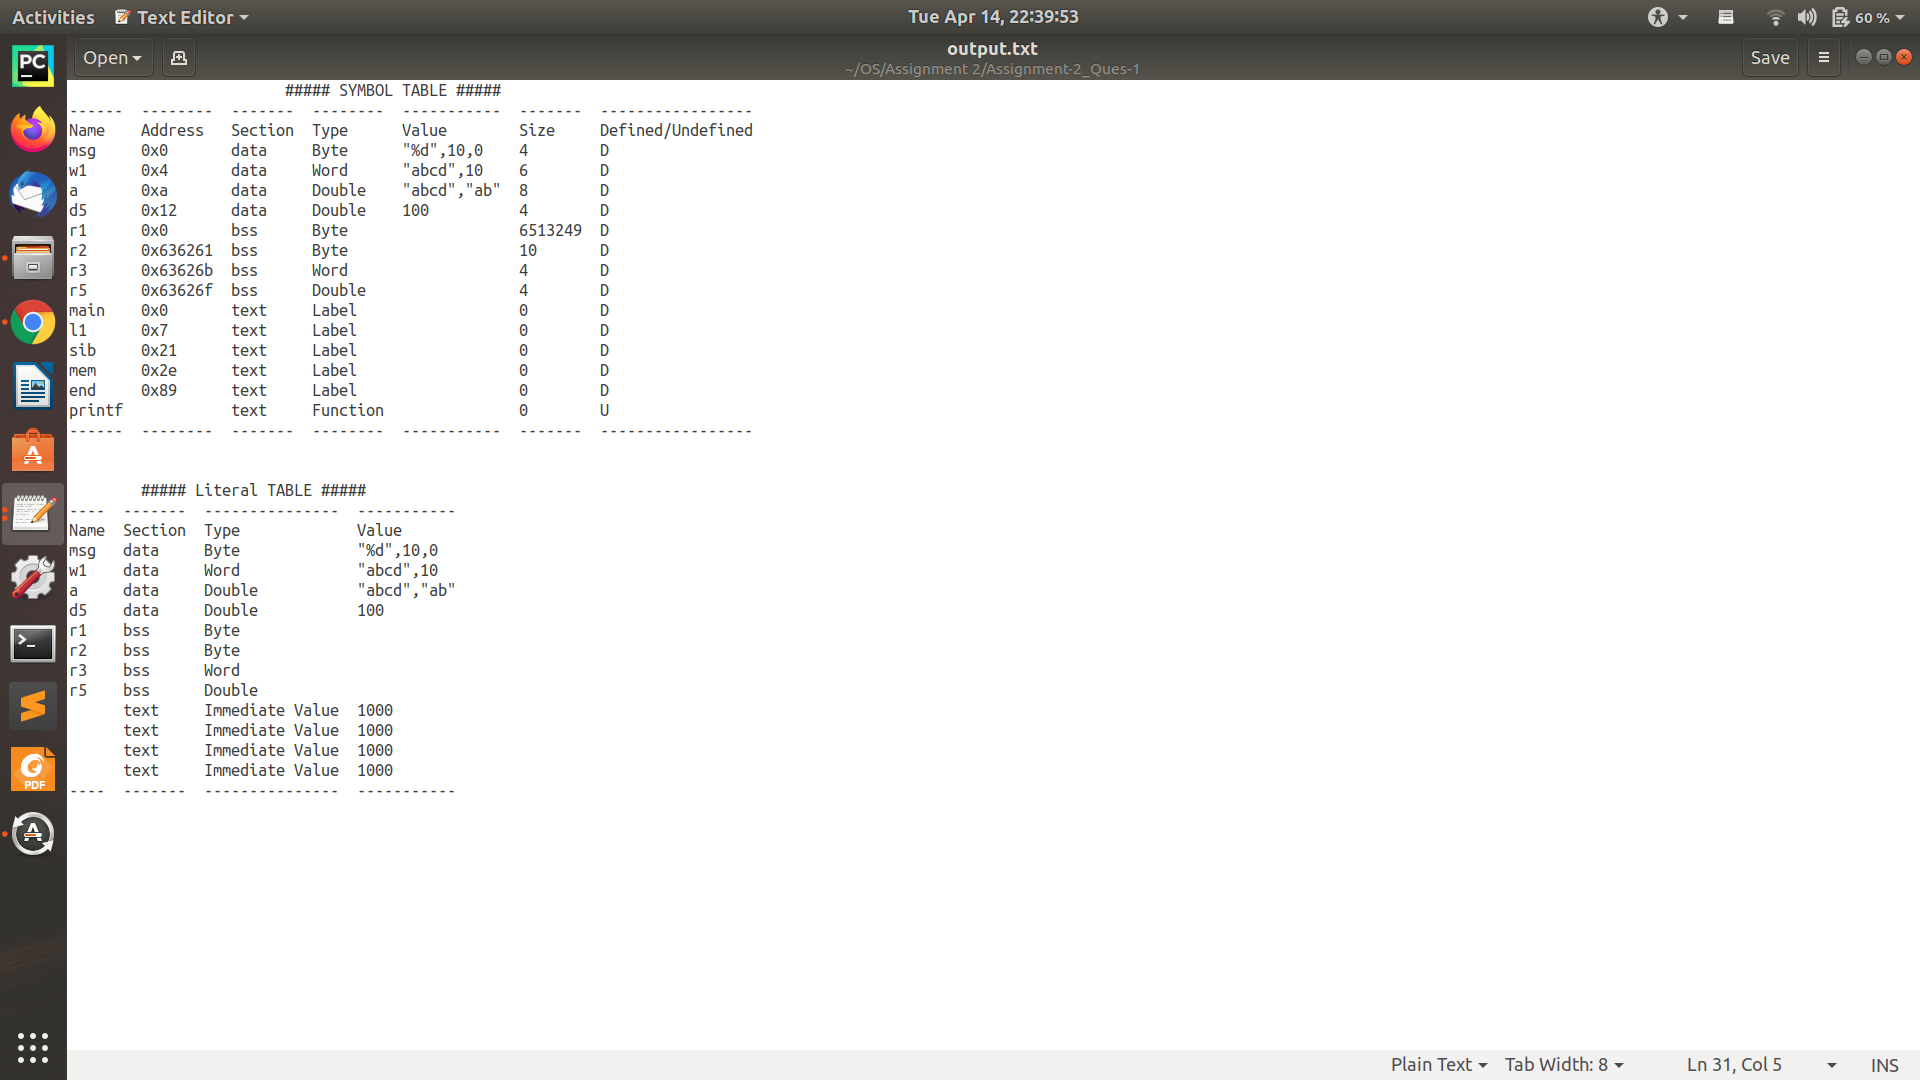 Activities Text Editor Tue Apr 14, 22:39:53 60 %
Open output.txt Save
~/OS/Assignment 2/Assignment-2_Ques-1
##### SYMBOL TABLE #####
------  --------  -------  --------  -----------  -------  -----------------
Name    Address   Section  Type      Value        Size     Defined/Undefined
msg     0x0       data     Byte      "%d",10,0    4        D
w1      0x4       data     Word      "abcd",10    6        D
a       0xa       data     Double    "abcd","ab"  8        D
d5      0x12      data     Double    100          4        D
r1      0x0       bss      Byte                   6513249  D
r2      0x636261  bss      Byte                   10       D
r3      0x63626b  bss      Word                   4        D
r5      0x63626f  bss      Double                 4        D
main    0x0       text     Label                  0        D
l1      0x7       text     Label                  0        D
sib     0x21      text     Label                  0        D
mem     0x2e      text     Label                  0        D
end     0x89      text     Label                  0        D
printf            text     Function               0        U
------  --------  -------  --------  -----------  -------  -----------------
##### Literal TABLE #####
----  -------  ---------------  -----------
Name  Section  Type             Value
msg   data     Byte             "%d",10,0
w1    data     Word             "abcd",10
a     data     Double           "abcd","ab"
d5    data     Double           100
r1    bss      Byte
r2    bss      Byte
r3    bss      Word
r5    bss      Double
      text     Immediate Value  1000
      text     Immediate Value  1000
      text     Immediate Value  1000
      text     Immediate Value  1000
----  -------  ---------------  -----------
PC
PDF
Plain Text Tab Width: 8 Ln 31, Col 5 INS